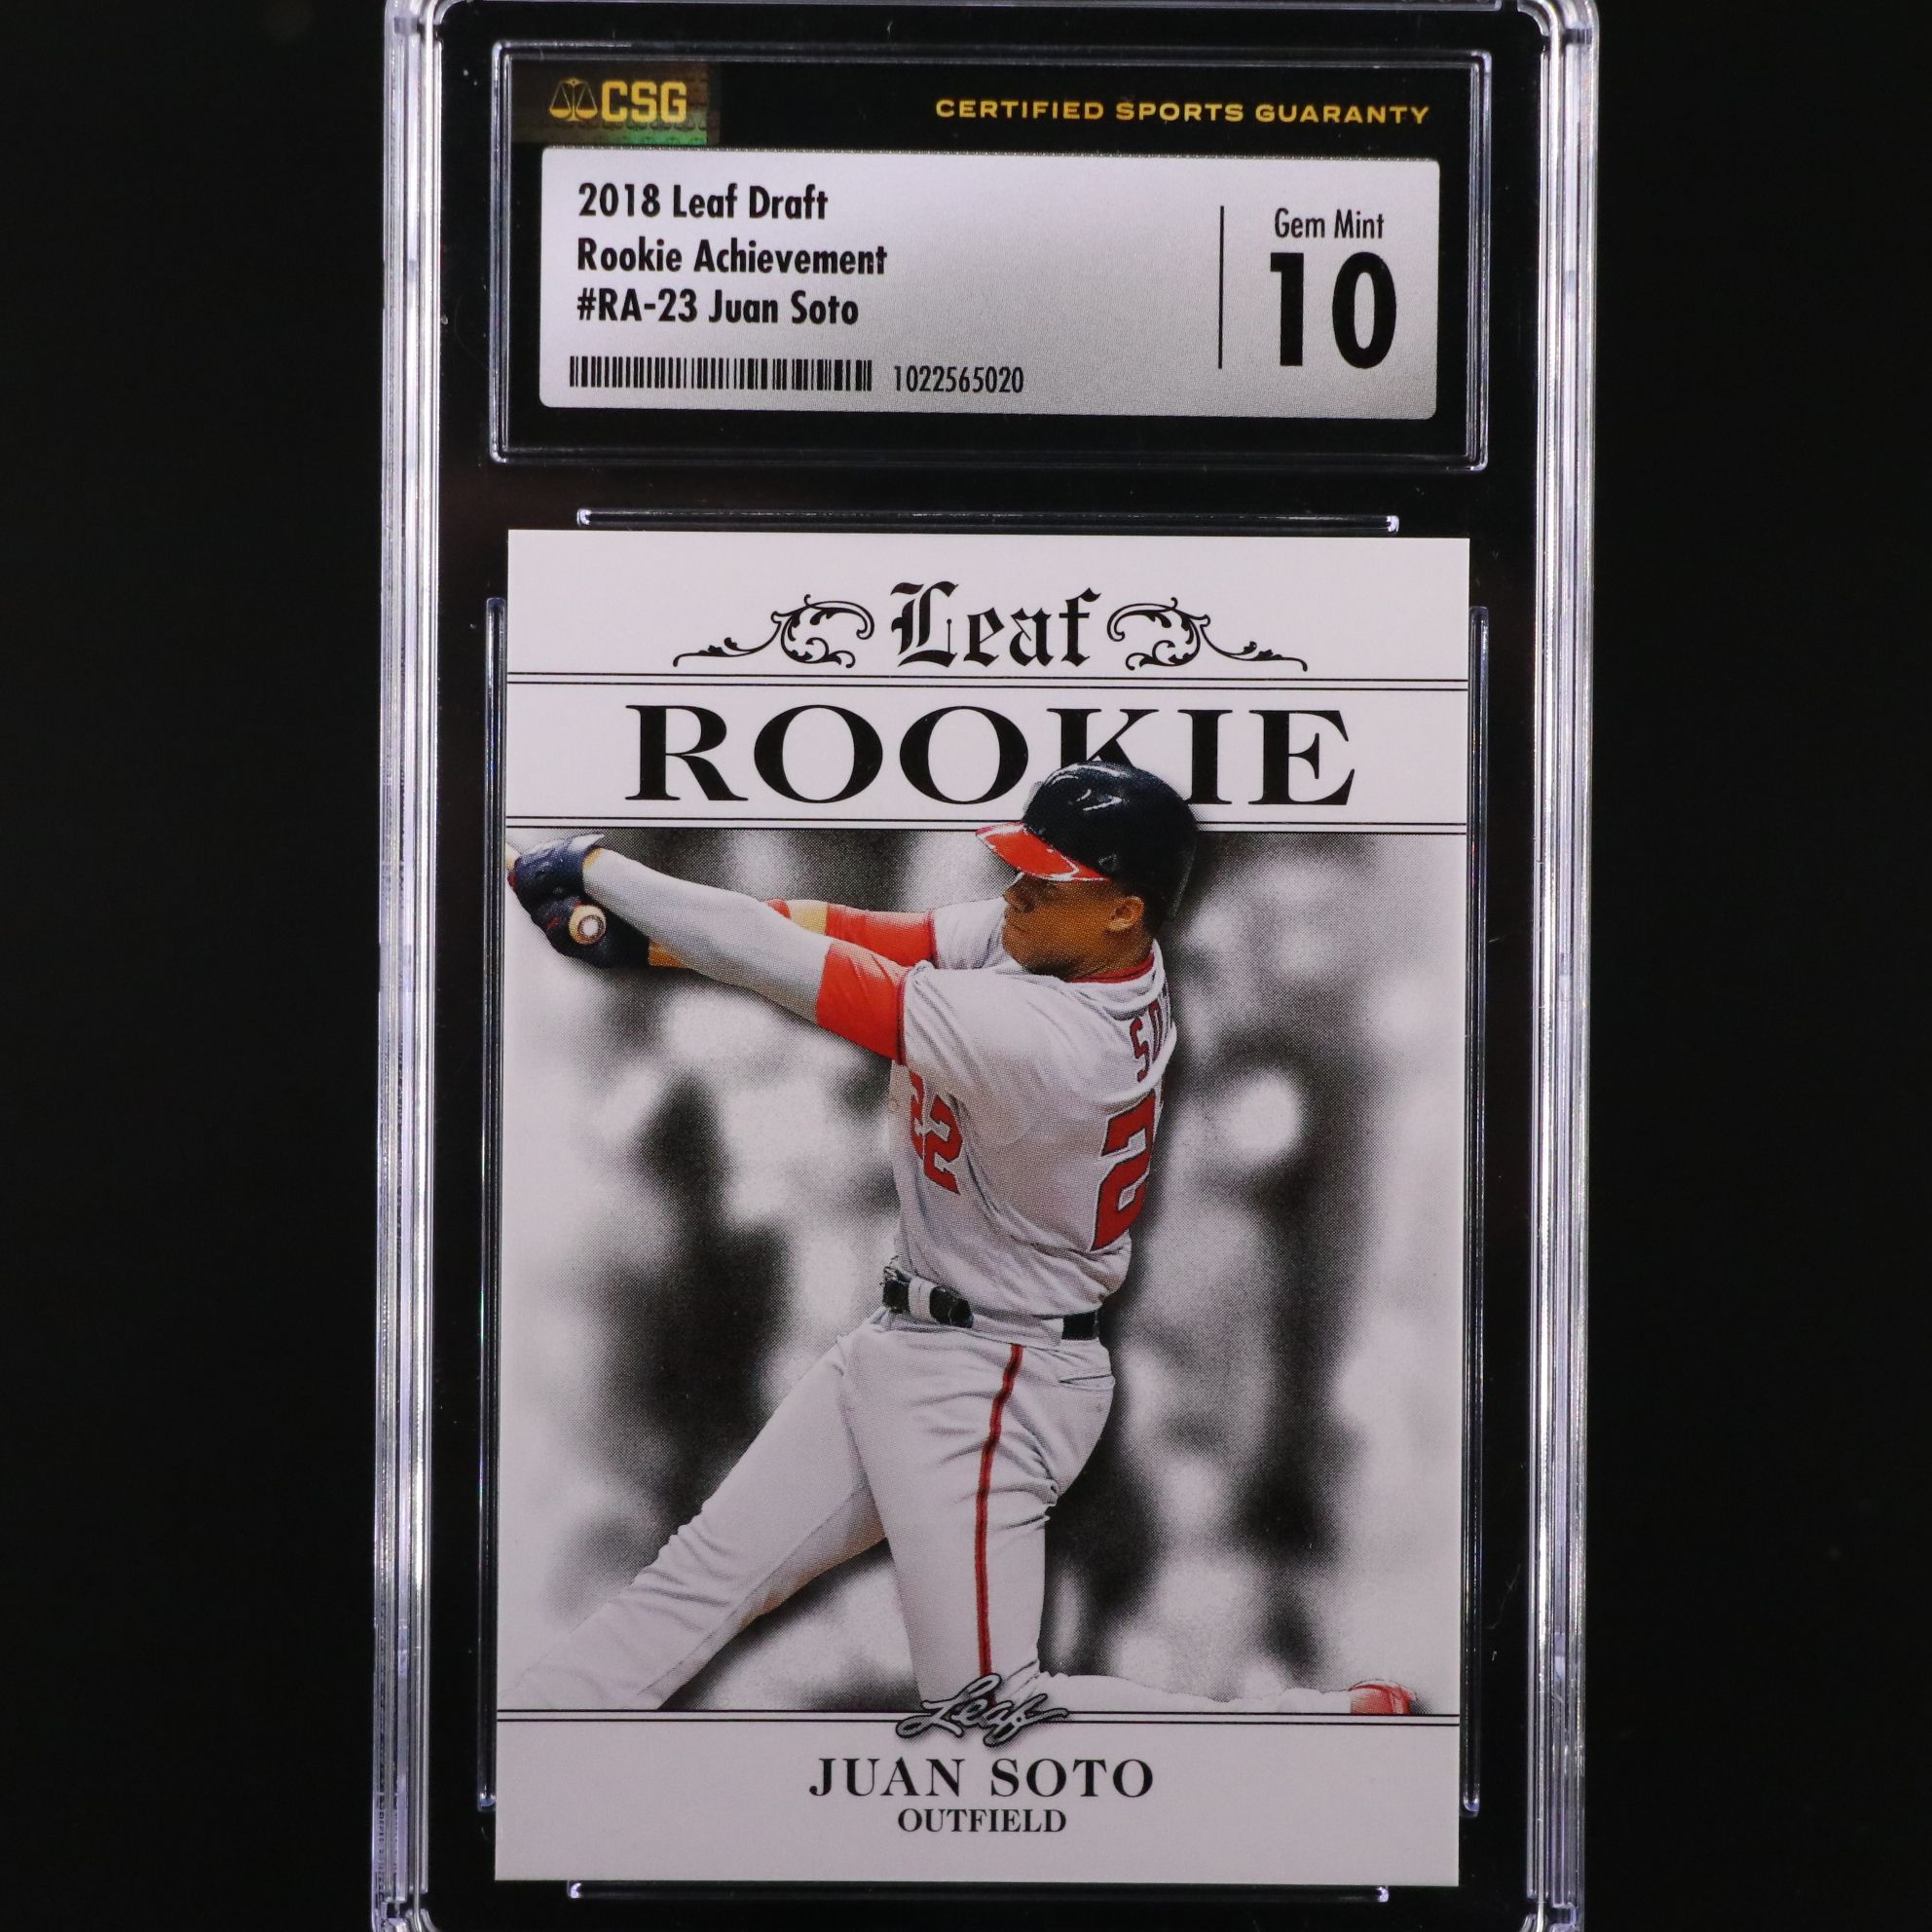 CSG
CERTIFIED SPORTS GUARANTY
2018 Leaf Draft
Rookie Achievement
#RA-23 Juan Soto
1022565020
Gem Mint
10
Leaf
ROOKIE
22
2
Leaf
JUAN SOTO
OUTFIELD